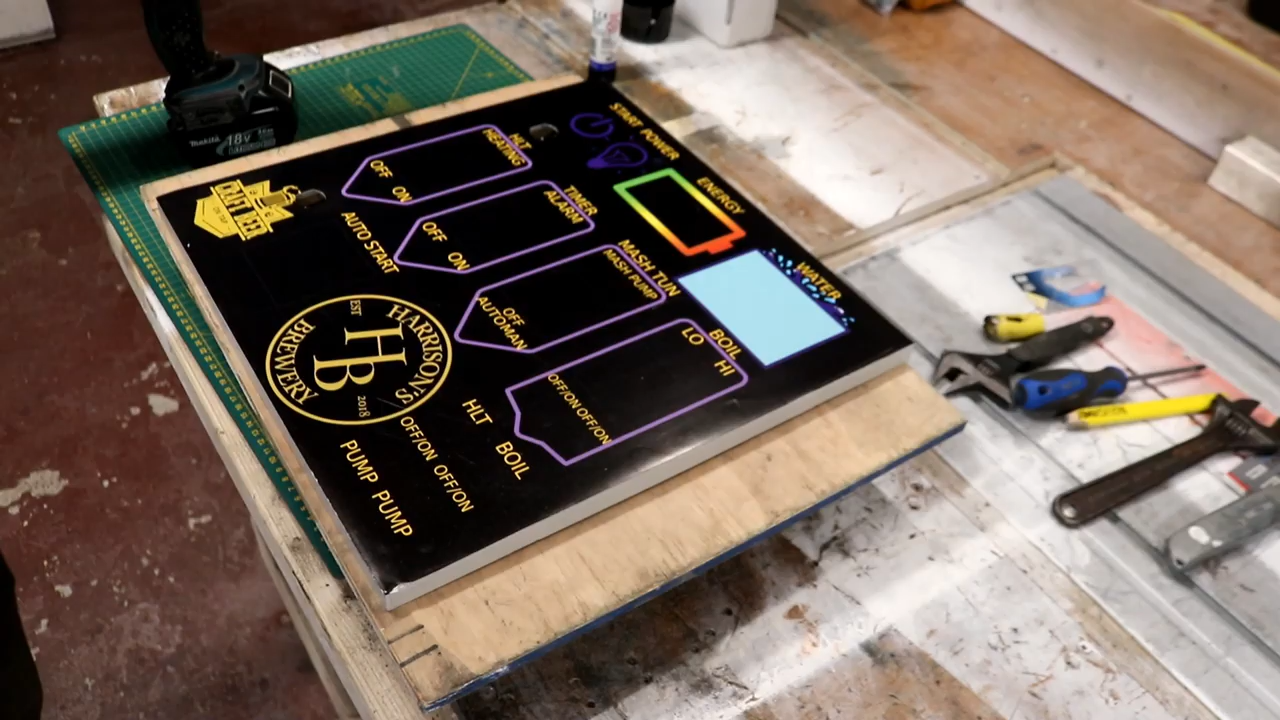 START POWER
HLT
HEATING
OFF ON
ENERGY
TIMER
ALARM
OFF ON
CRAFT BEER
AUTO START
WATER
MASH TUN
MASH PUMP
OFF
AUTO MAN
BOIL
LO HI
OFF/ON OFF/ON
HARRISON'S
EST
HB
2018
BREWERY
HLT BOIL
OFF/ON OFF/ON
PUMP PUMP
makita
18V